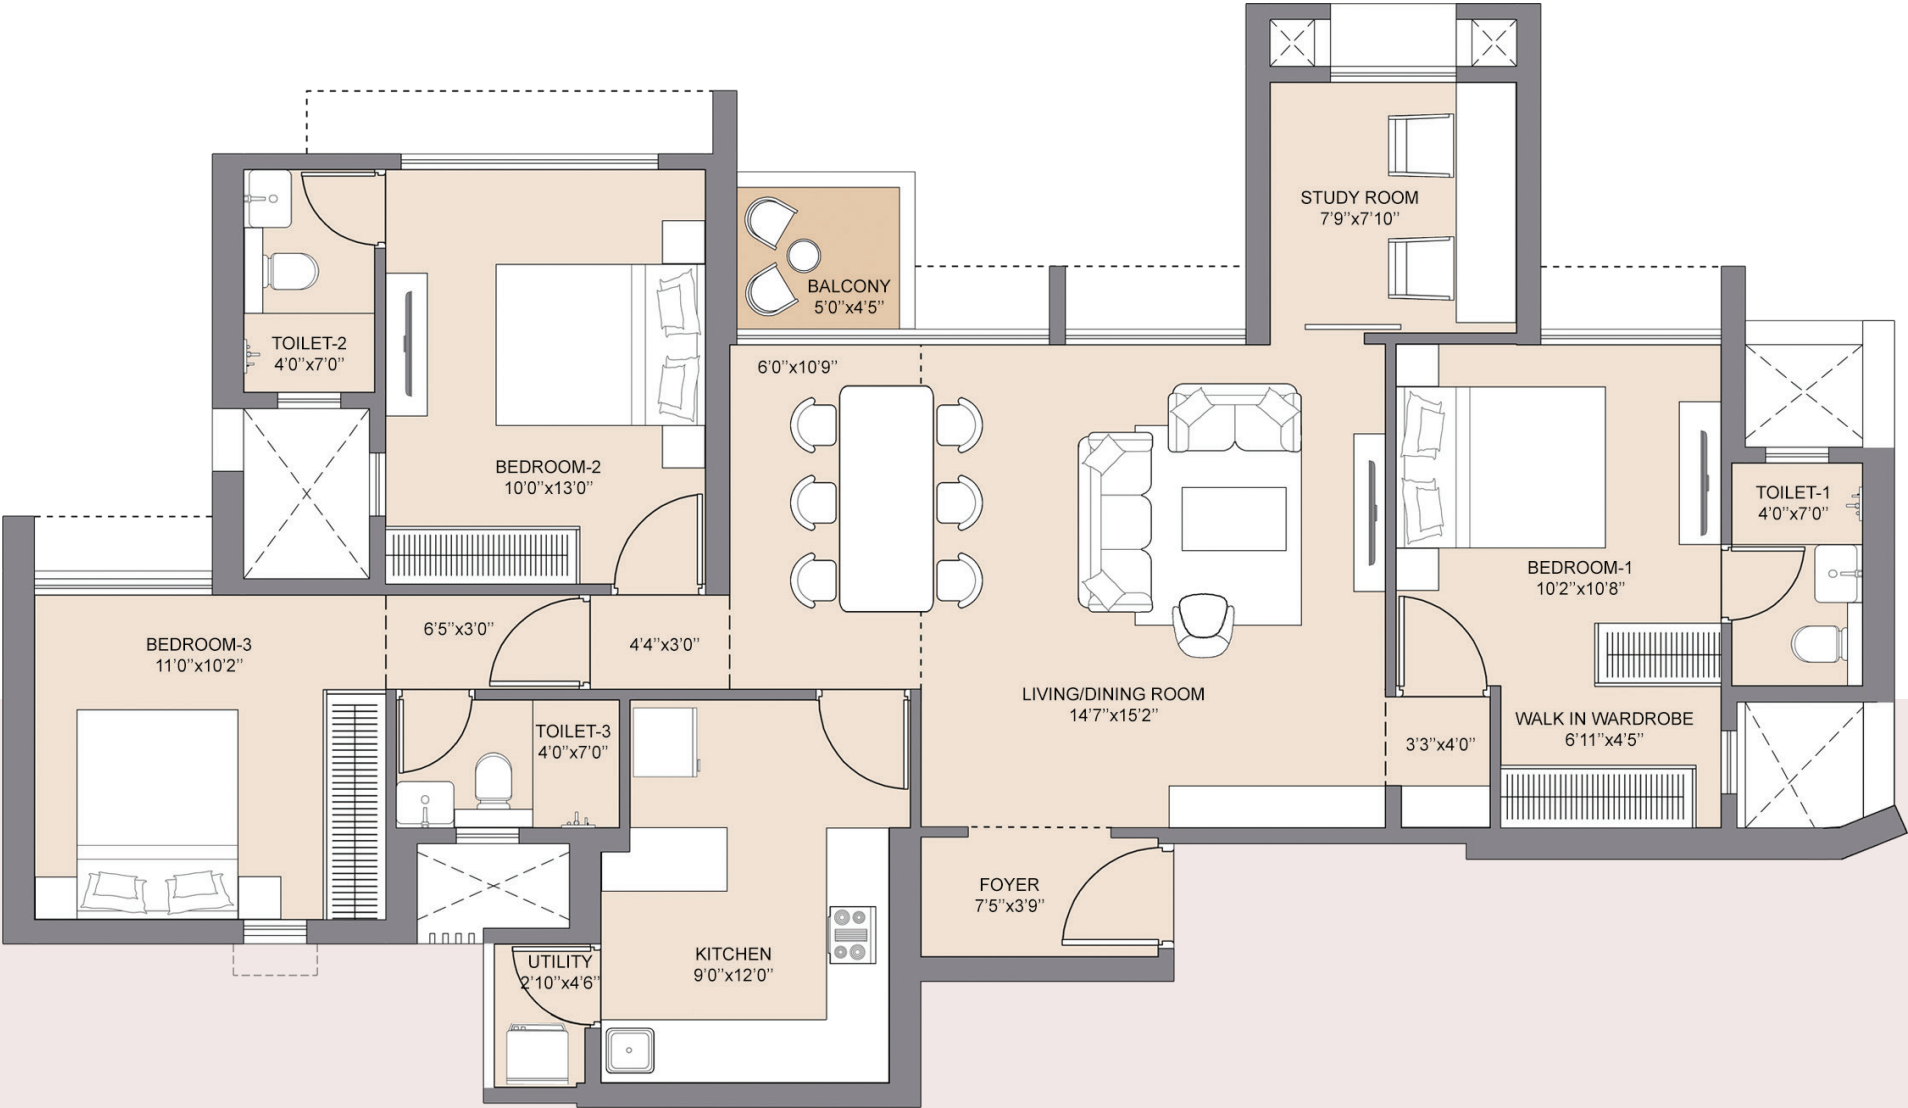 STUDY ROOM
7'9''x7'10''
BALCONY
5'0''x4'5''
TOILET-2
4'0''x7'0''
6'0''x10'9''
BEDROOM-2
10'0''x13'0''
TOILET-1
4'0''x7'0''
BEDROOM-1
10'2''x10'8''
BEDROOM-3
11'0''x10'2''
6'5''x3'0''
4'4''x3'0''
LIVING/DINING ROOM
14'7''x15'2''
WALK IN WARDROBE
6'11''x4'5''
3'3''x4'0''
TOILET-3
4'0''x7'0''
FOYER
7'5''x3'9''
KITCHEN
9'0''x12'0''
UTILITY
2'10''x4'6''